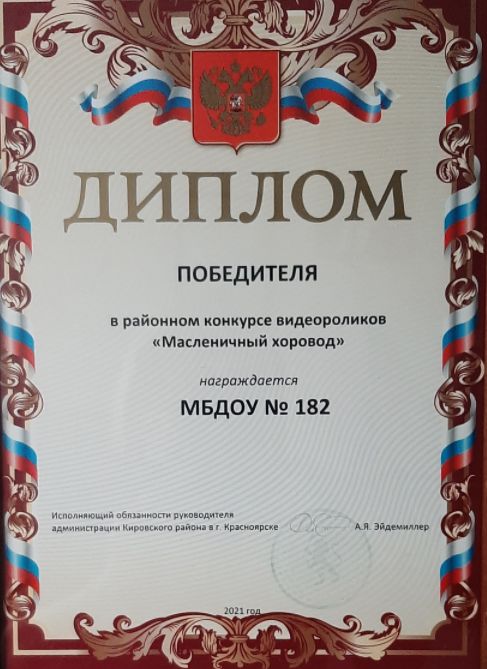 ДИПЛОМ
ПОБЕДИТЕЛЯ
в районном конкурсе видеороликов
«Масленичный хоровод»
награждается
МБДОУ № 182
Исполняющий обязанности руководителя
администрации Кировского района в г. Красноярске А.Я. Эйдемиллер
2021 год